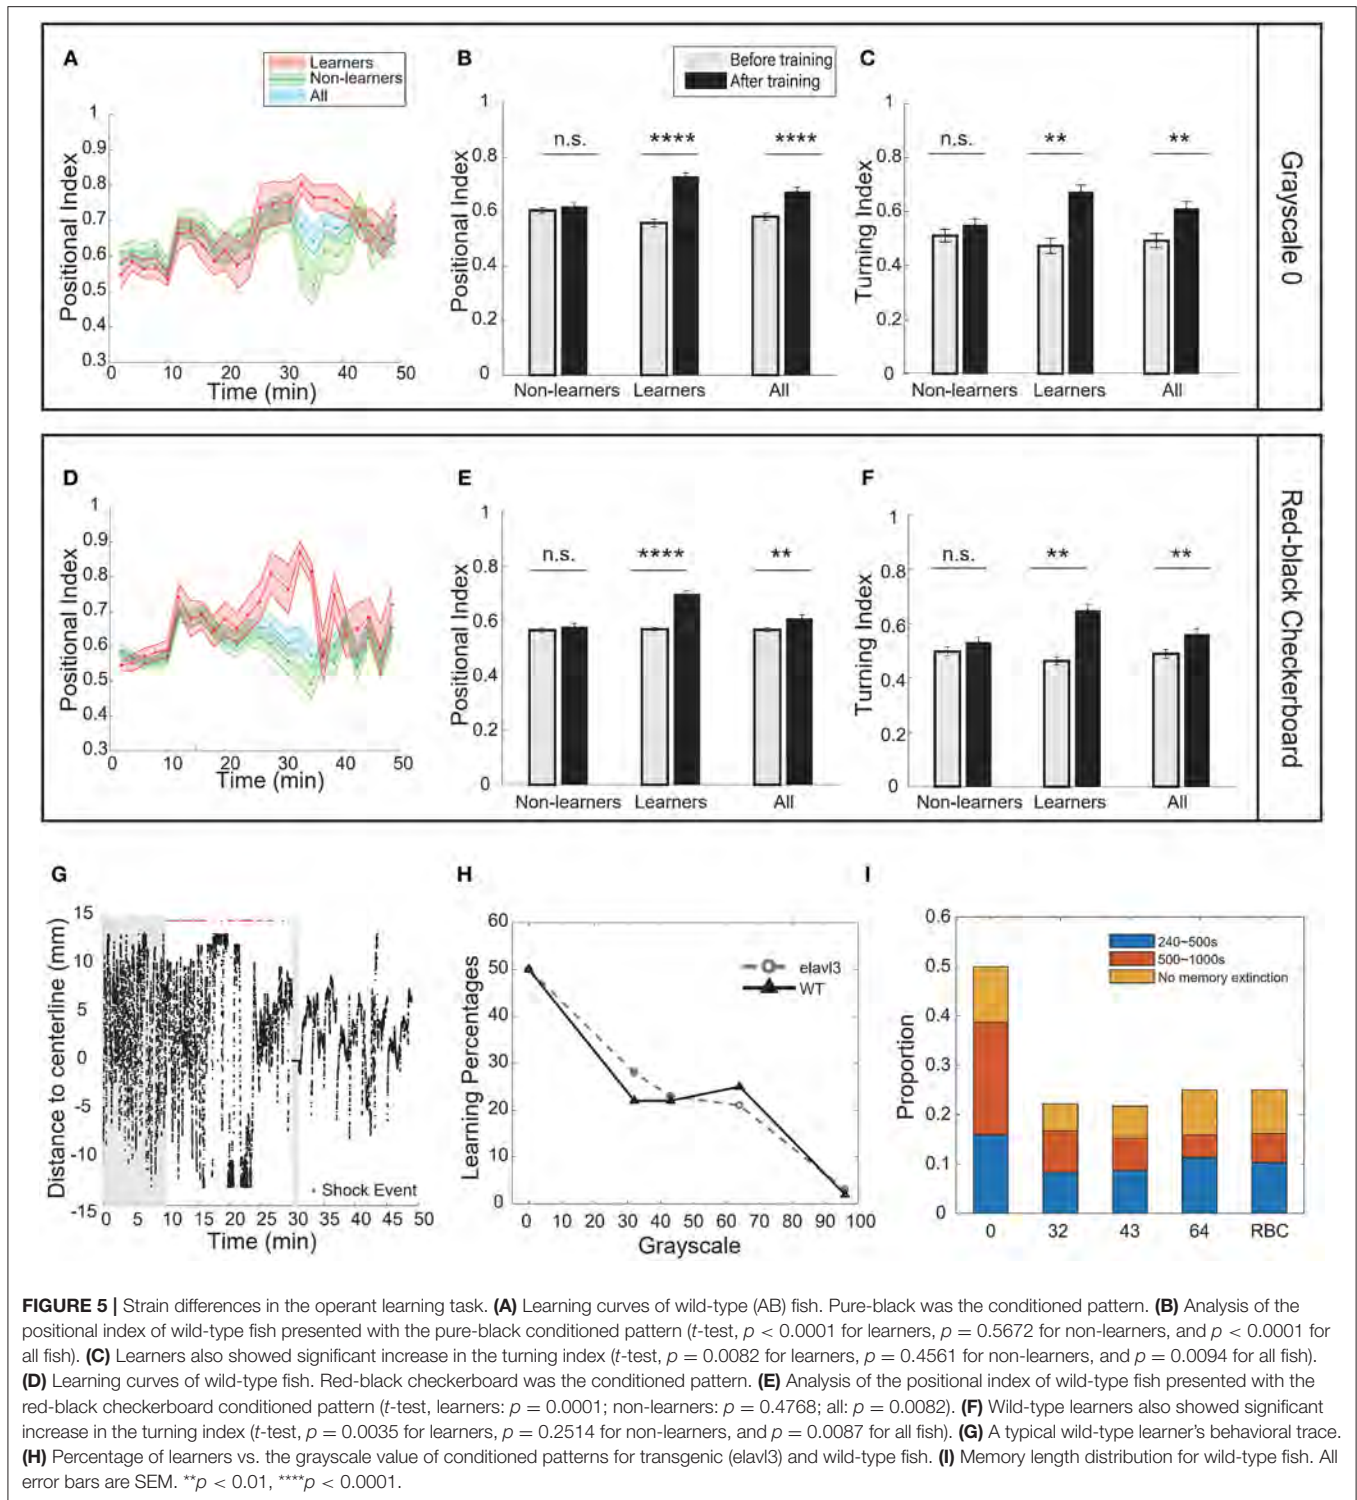 A
Learners
Non-learners
All
1
0.9
0.8
0.7
0.6
0.5
0.4
0.3
0 10 20 30 40 50
Positional Index
Time (min)
B
Before training
After training
1
0.8
0.6
0.4
0.2
0
n.s. **** ****
Positional Index
Non-learners Learners All
C
1
0.8
0.6
0.4
0.2
0
n.s. ** **
Turning Index
Non-learners Learners All
Grayscale 0
D
1
0.9
0.8
0.7
0.6
0.5
0.4
0.3
0 10 20 30 40 50
Positional Index
Time (min)
E
1
0.8
0.6
0.4
0.2
0
n.s. **** **
Positional Index
Non-learners Learners All
F
1
0.8
0.6
0.4
0.2
0
n.s. ** **
Turning Index
Non-learners Learners All
Red-black Checkerboard
G
15
10
5
0
-5
-10
-15
Distance to centerline (mm)
Shock Event
0 5 10 15 20 25 30 35 40 45 50
Time (min)
H
60
50
40
30
20
10
0
Learning Percentages
elavl3
WT
0 10 20 30 40 50 60 70 80 90 100
Grayscale
I
0.6
0.5
0.4
0.3
0.2
0.1
0
Proportion
240~500s
500~1000s
No memory extinction
0 32 43 64 RBC
FIGURE 5 | Strain differences in the operant learning task. (A) Learning curves of wild-type (AB) fish. Pure-black was the conditioned pattern. (B) Analysis of the
positional index of wild-type fish presented with the pure-black conditioned pattern (t-test, p < 0.0001 for learners, p = 0.5672 for non-learners, and p < 0.0001 for
all fish). (C) Learners also showed significant increase in the turning index (t-test, p = 0.0082 for learners, p = 0.4561 for non-learners, and p = 0.0094 for all fish).
(D) Learning curves of wild-type fish. Red-black checkerboard was the conditioned pattern. (E) Analysis of the positional index of wild-type fish presented with the
red-black checkerboard conditioned pattern (t-test, learners: p = 0.0001; non-learners: p = 0.4768; all: p = 0.0082). (F) Wild-type learners also showed significant
increase in the turning index (t-test, p = 0.0035 for learners, p = 0.2514 for non-learners, and p = 0.0087 for all fish). (G) A typical wild-type learner's behavioral trace.
(H) Percentage of learners vs. the grayscale value of conditioned patterns for transgenic (elavl3) and wild-type fish. (I) Memory length distribution for wild-type fish. All
error bars are SEM. **p < 0.01, ****p < 0.0001.